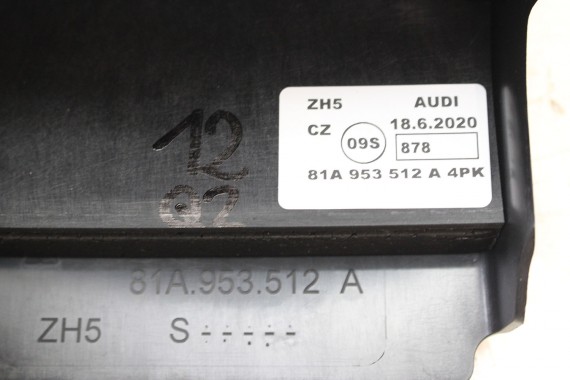 ZH5 AUDI
CZ 09S 18.6.2020
878
81A 953 512 A 4PK
12
81A.953.512 A
ZH5 S